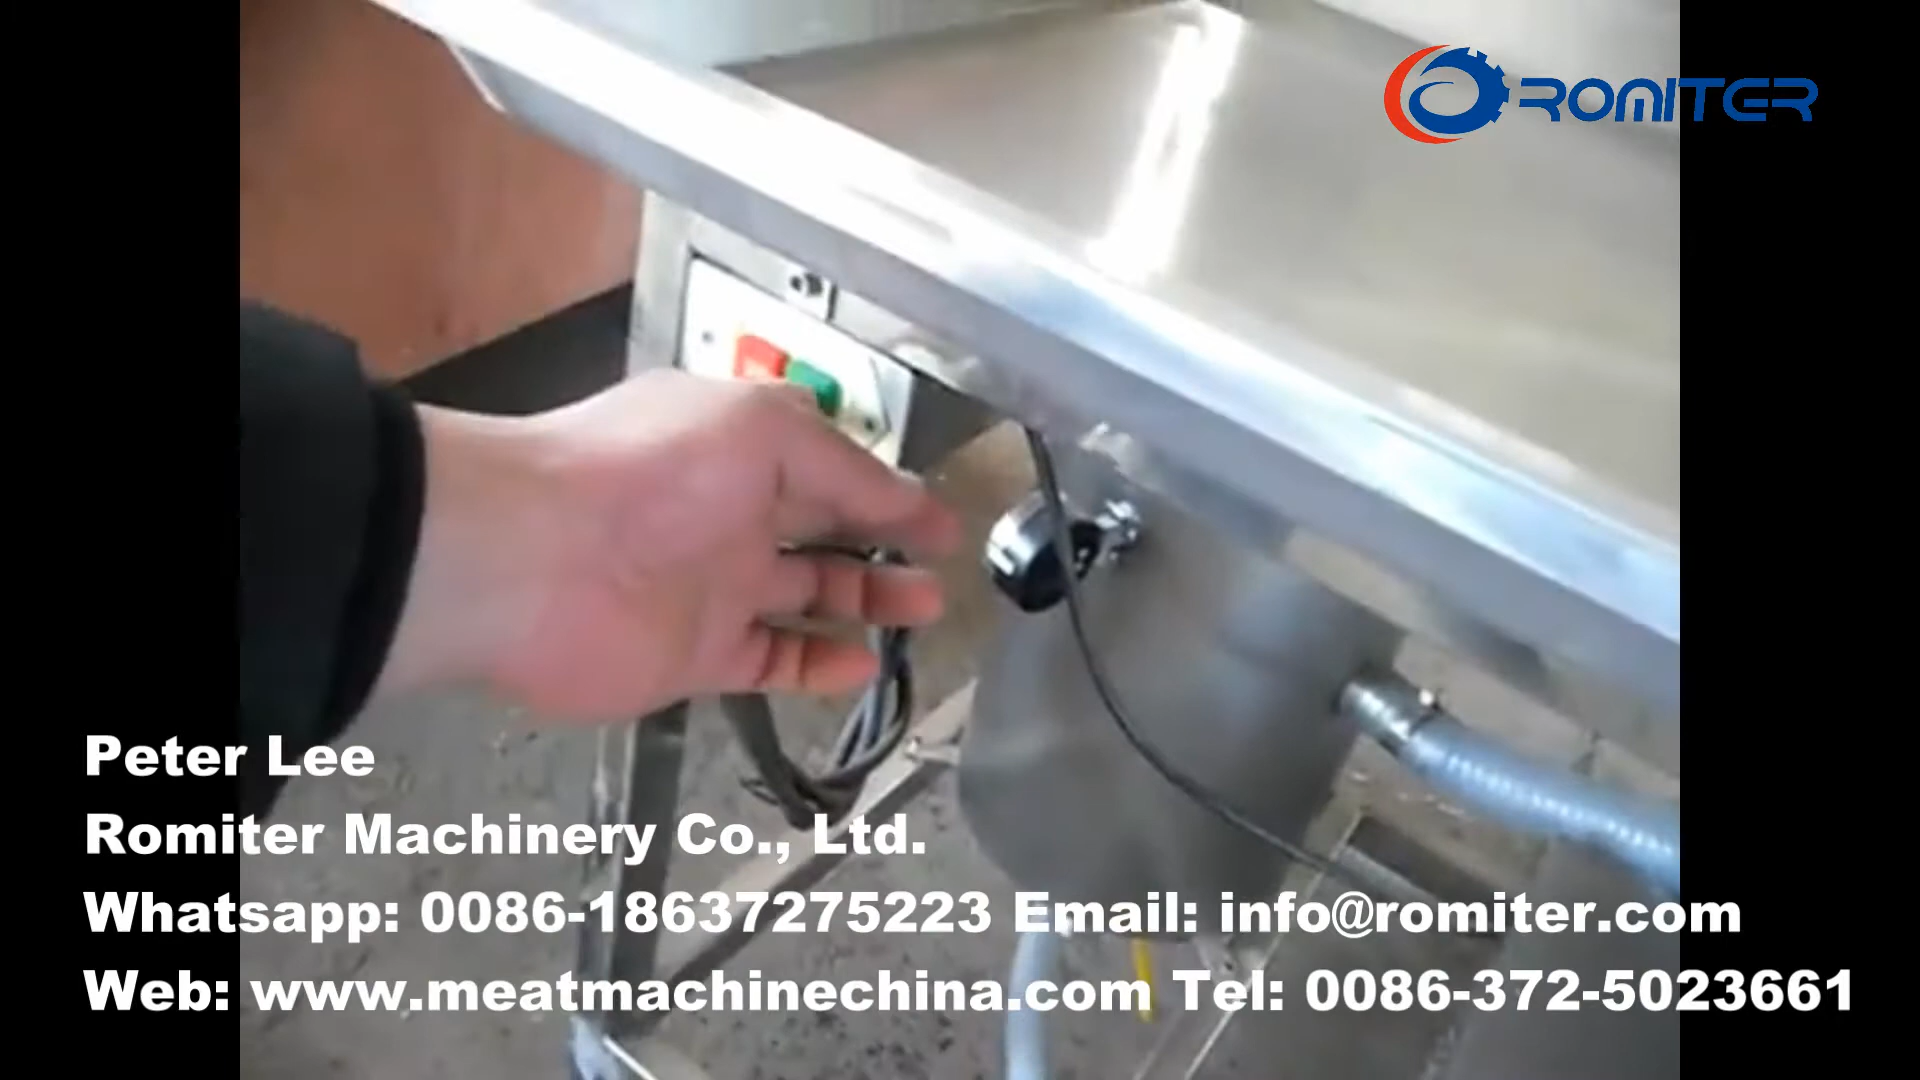 ROMITER
Peter Lee
Romiter Machinery Co., Ltd.
Whatsapp: 0086-18637275223 Email: info@romiter.com
Web: www.meatmachinechina.com Tel: 0086-372-5023661